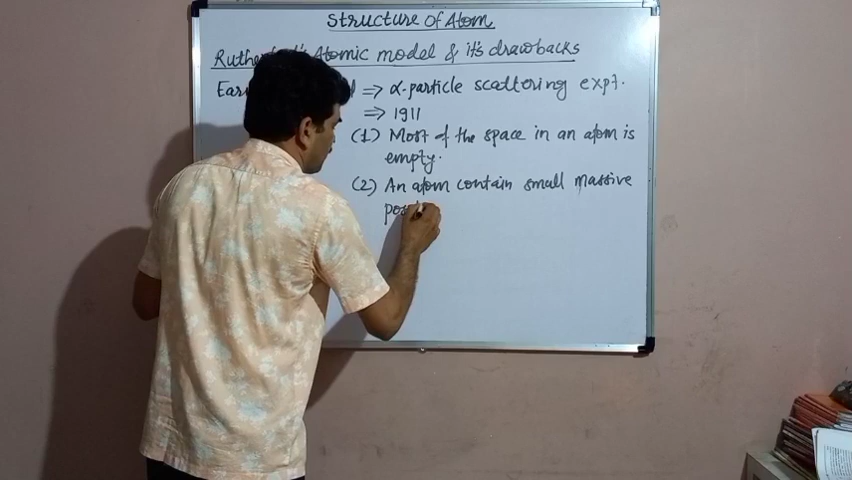 Structure of Atom
Atomic model & it's drawbacks
⇒ α-particle scattering expt.
⇒ 1911
(1) Most of the space in an atom is
empty.
(2) An atom contain small massive